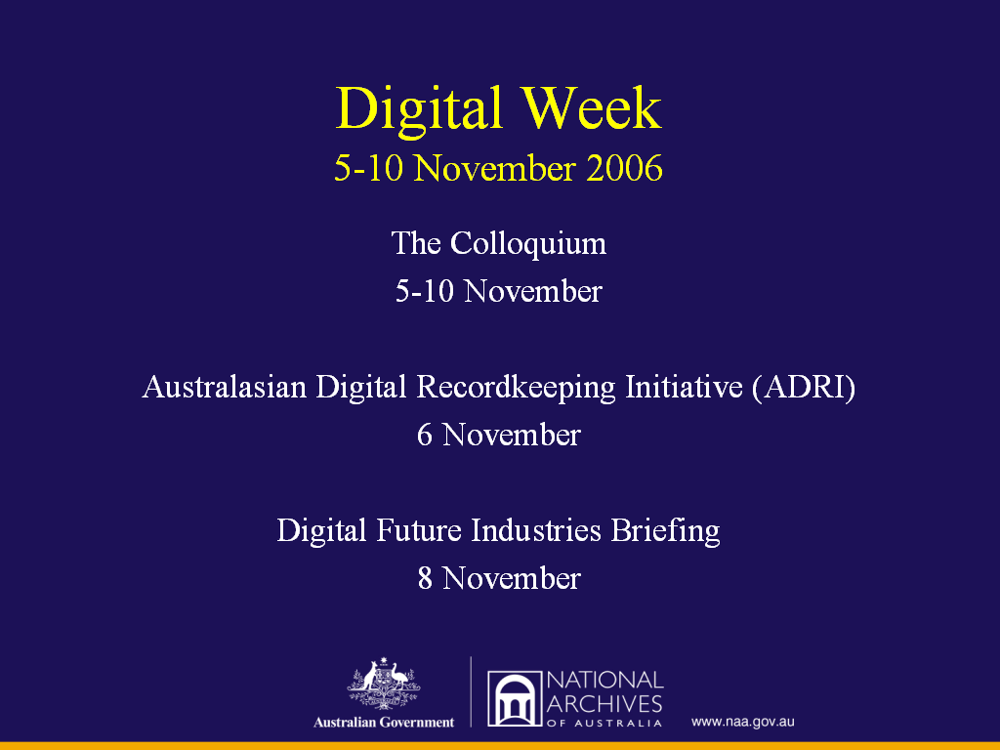 Digital Week
5-10 November 2006
The Colloquium
5-10 November
Australasian Digital Recordkeeping Initiative (ADRI)
6 November
Digital Future Industries Briefing
8 November
Australian Government
NATIONAL
ARCHIVES
OF AUSTRALIA
www.naa.gov.au